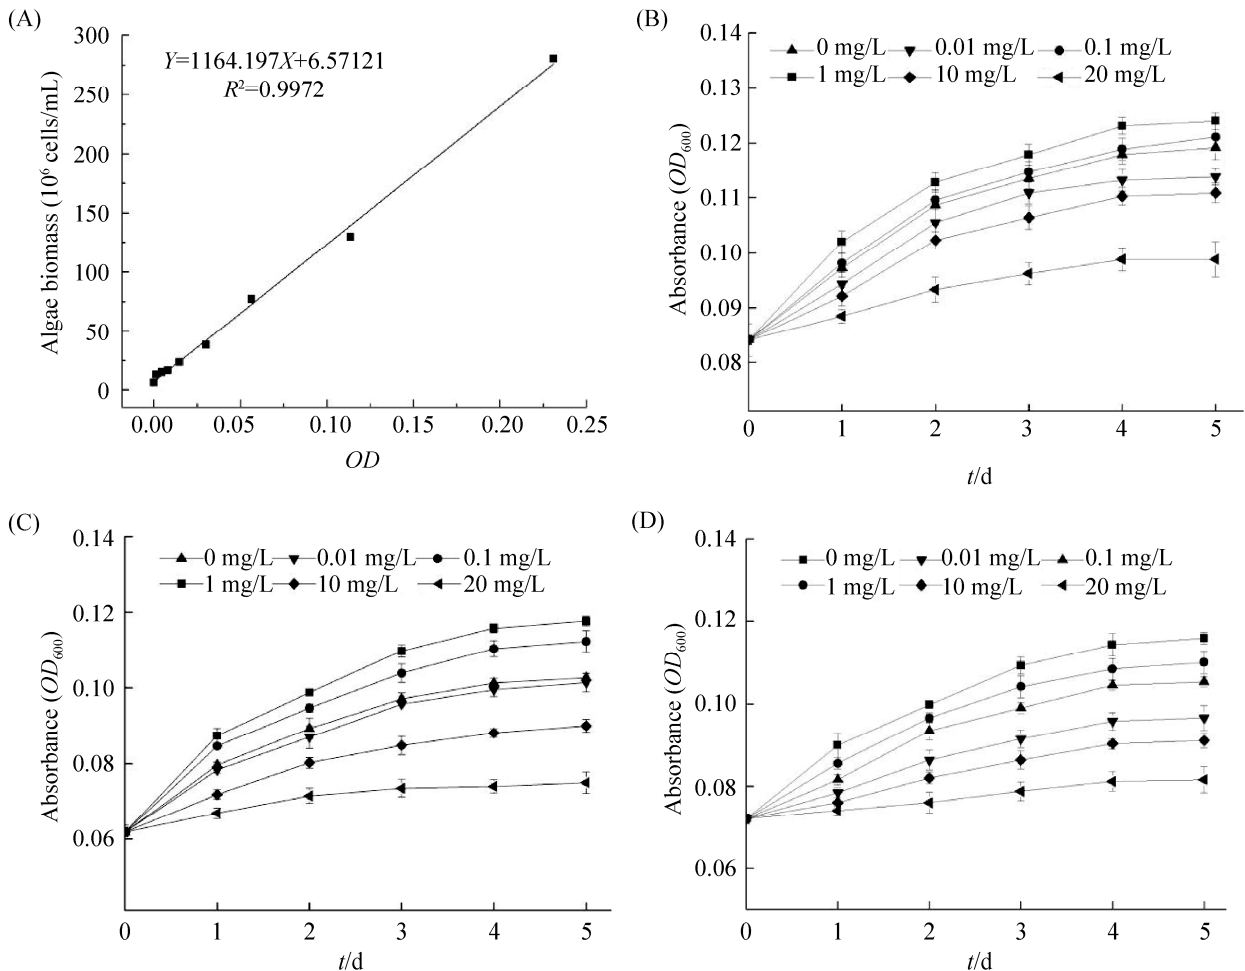 (A)
300
250
200
150
100
50
0
Algae biomass (10⁶ cells/mL)
Y=1164.197X+6.57121
R²=0.9972
0.00 0.05 0.10 0.15 0.20 0.25
OD
(B)
0.14
0.13
0.12
0.11
0.10
0.09
0.08
Absorbance (OD₆₀₀)
0 mg/L 0.01 mg/L 0.1 mg/L
1 mg/L 10 mg/L 20 mg/L
0 1 2 3 4 5
t/d
(C)
0.14
0.12
0.10
0.08
0.06
Absorbance (OD₆₀₀)
0 mg/L 0.01 mg/L 0.1 mg/L
1 mg/L 10 mg/L 20 mg/L
0 1 2 3 4 5
t/d
(D)
0.14
0.12
0.10
0.08
0.06
Absorbance (OD₆₀₀)
0 mg/L 0.01 mg/L 0.1 mg/L
1 mg/L 10 mg/L 20 mg/L
0 1 2 3 4 5
t/d